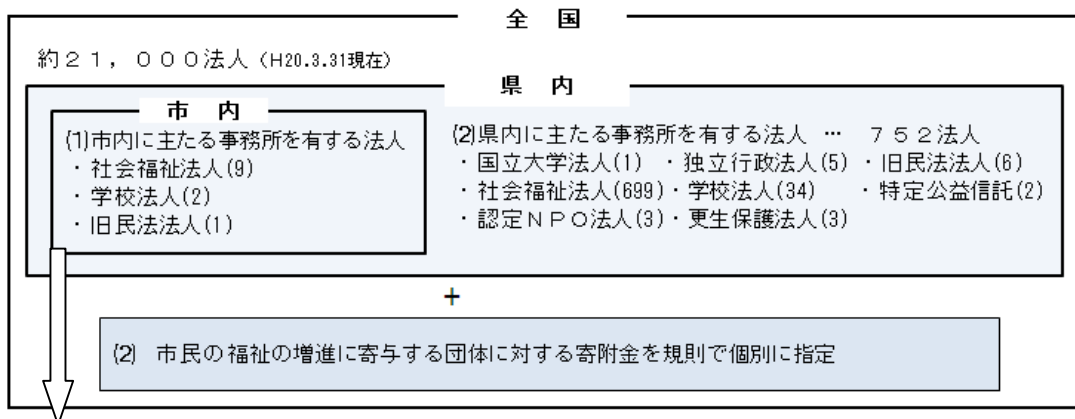 全 国
約２１，０００法人（H20.3.31現在）
県 内
市 内
(1)市内に主たる事務所を有する法人
・社会福祉法人(9)
・学校法人(2)
・旧民法法人(1)
(2)県内に主たる事務所を有する法人 … ７５２法人
・国立大学法人(1) ・独立行政法人(5) ・旧民法法人(6)
・社会福祉法人(699)・学校法人(34) ・特定公益信託(2)
・認定ＮＰＯ法人(3)・更生保護法人(3)
+
(2) 市民の福祉の増進に寄与する団体に対する寄附金を規則で個別に指定